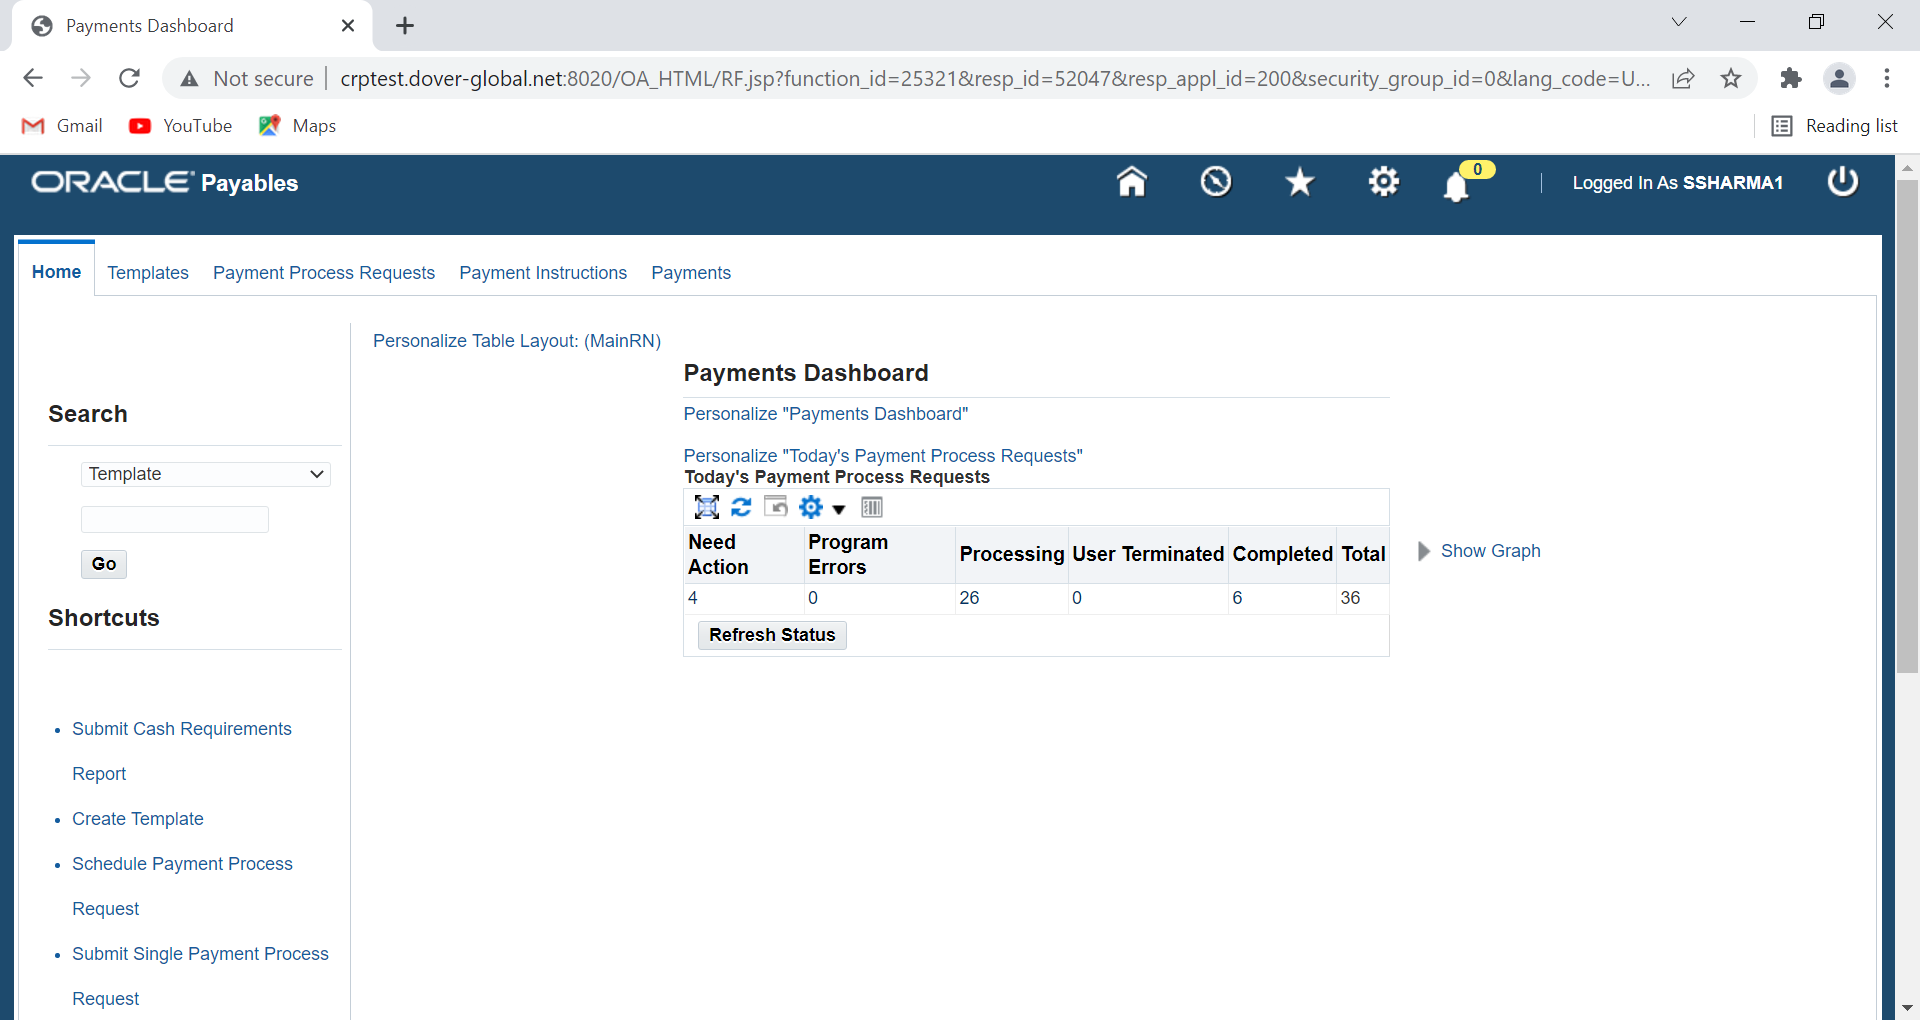 Payments Dashboard
Not secure
crptest.dover-global.net:8020/OA_HTML/RF.jsp?function_id=25321&resp_id=52047&resp_appl_id=200&security_group_id=0&lang_code=U...
Gmail
YouTube
Maps
Reading list
ORACLE Payables
0
Logged In As SSHARMA1
Home
Templates
Payment Process Requests
Payment Instructions
Payments
Search
Template
Go
Shortcuts
Submit Cash Requirements
Report
Create Template
Schedule Payment Process
Request
Submit Single Payment Process
Request
Personalize Table Layout: (MainRN)
Payments Dashboard
Personalize "Payments Dashboard"
Personalize "Today's Payment Process Requests"
Today's Payment Process Requests
Need Action Program Errors Processing User Terminated Completed Total
4 0 26 0 6 36
Refresh Status
Show Graph